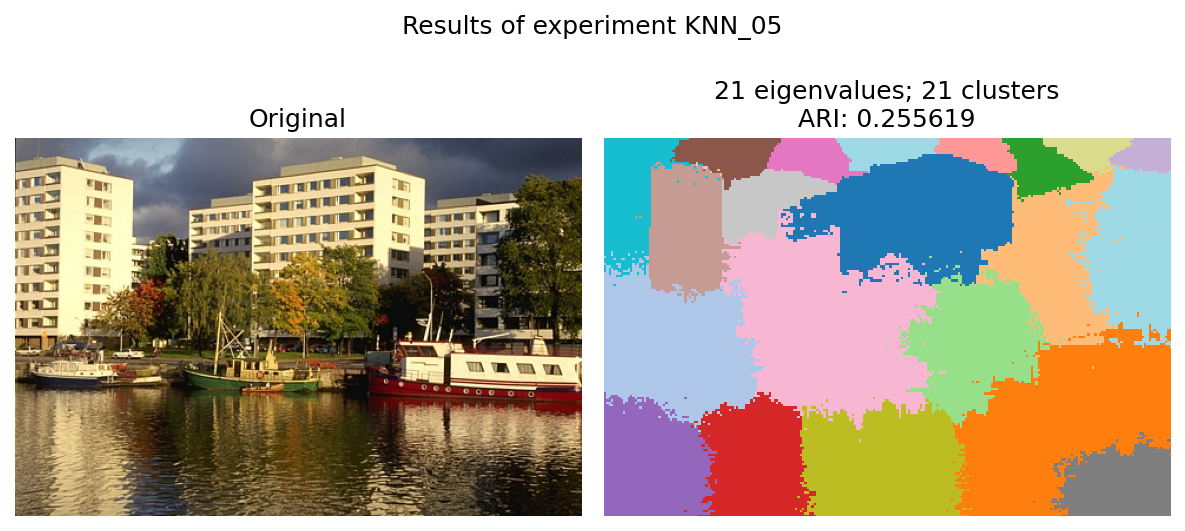 Results of experiment KNN_05
Original
21 eigenvalues; 21 clusters
ARI: 0.255619